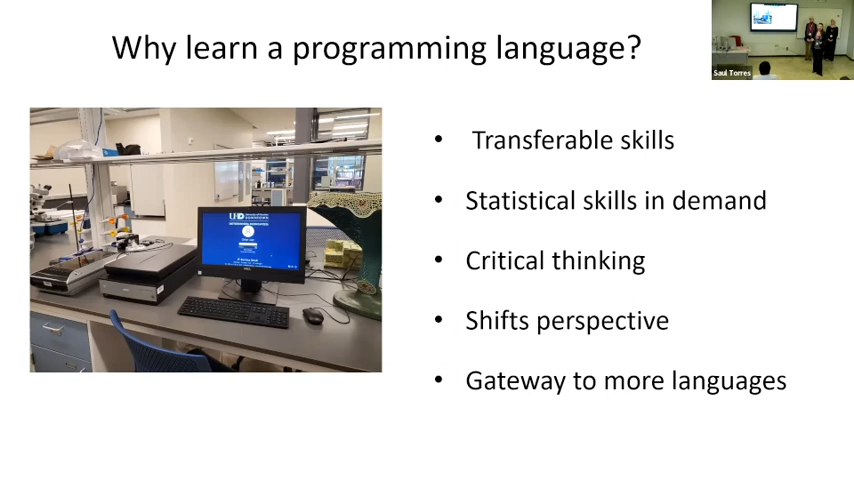 Why learn a programming language?
Saul Torres
UHD
• Transferable skills
• Statistical skills in demand
• Critical thinking
• Shifts perspective
• Gateway to more languages